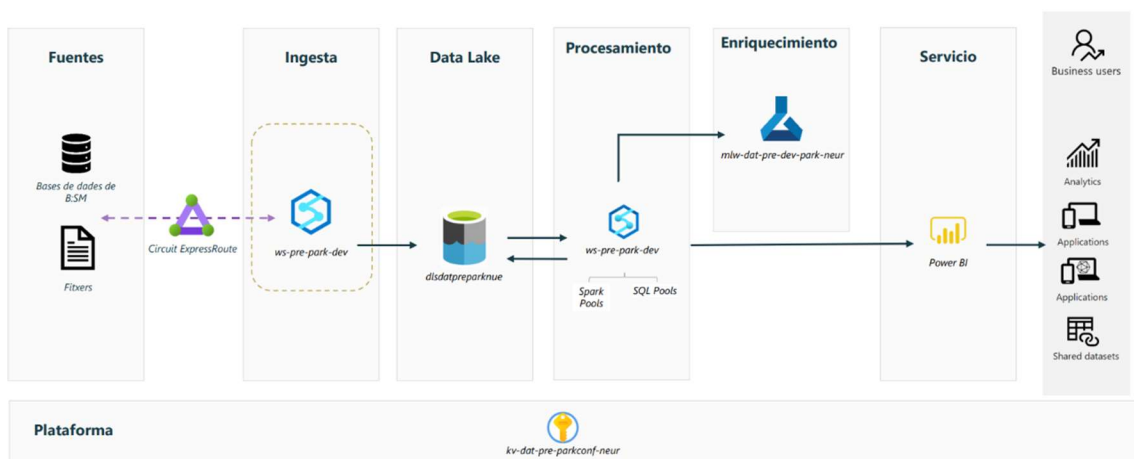 Fuentes
Bases de dades de
B:SM
Fitxers
Circuit ExpressRoute
Ingesta
ws-pre-park-dev
Data Lake
dlsdatpreparknue
Procesamiento
ws-pre-park-dev
Spark
Pools
SQL Pools
Enriquecimiento
mlw-dat-pre-dev-park-neur
Servicio
Power BI
Business users
Analytics
Applications
Applications
Shared datasets
Plataforma
kv-dat-pre-parkconf-neur